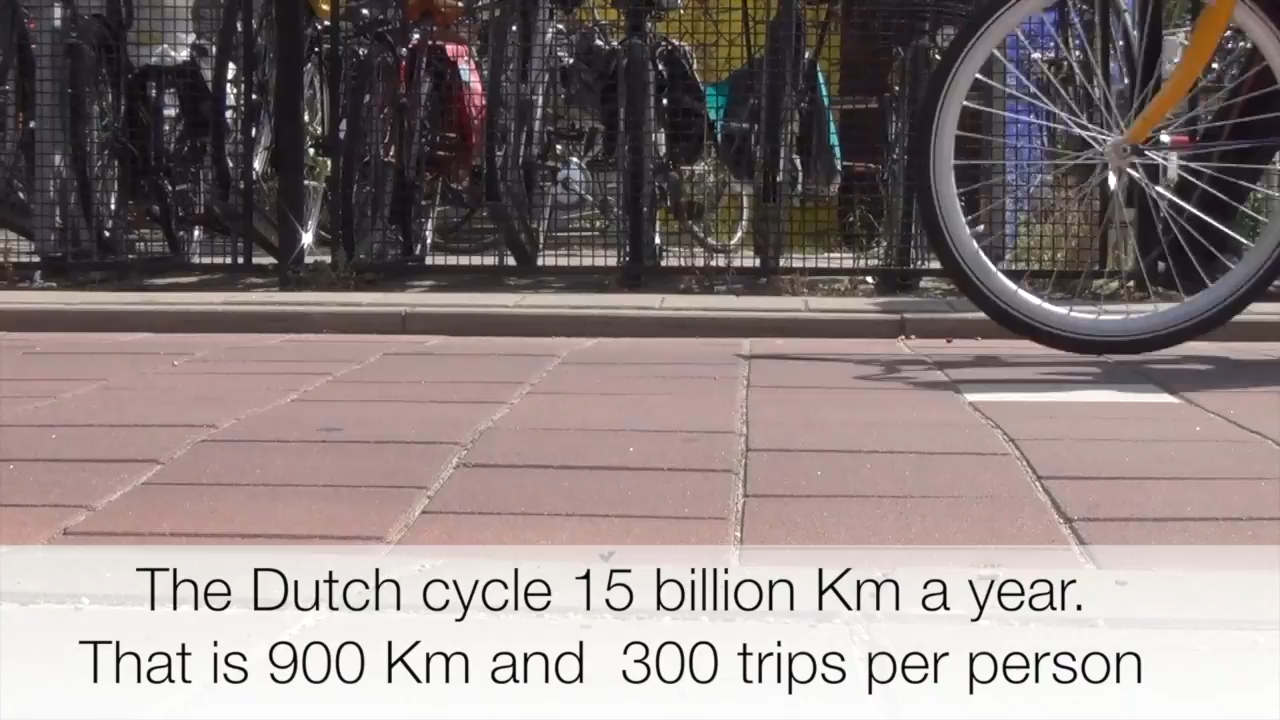 The Dutch cycle 15 billion Km a year.
That is 900 Km and  300 trips per person